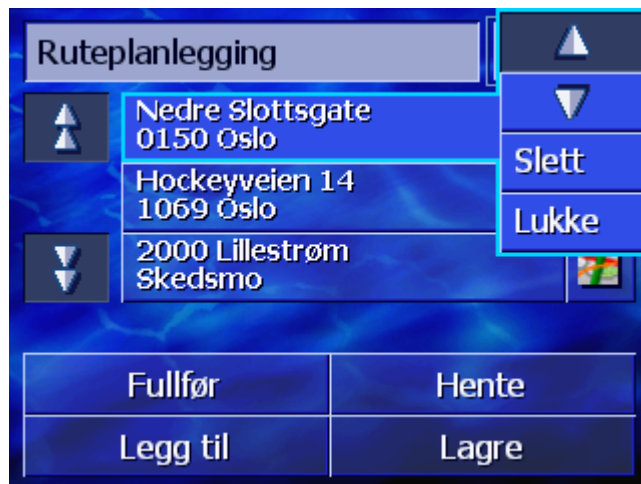 Ruteplanlegging
Nedre Slottsgate
0150 Oslo
Hockeyveien 14
1069 Oslo
2000 Lillestrøm
Skedsmo
Slett
Lukke
Fullfør
Hente
Legg til
Lagre